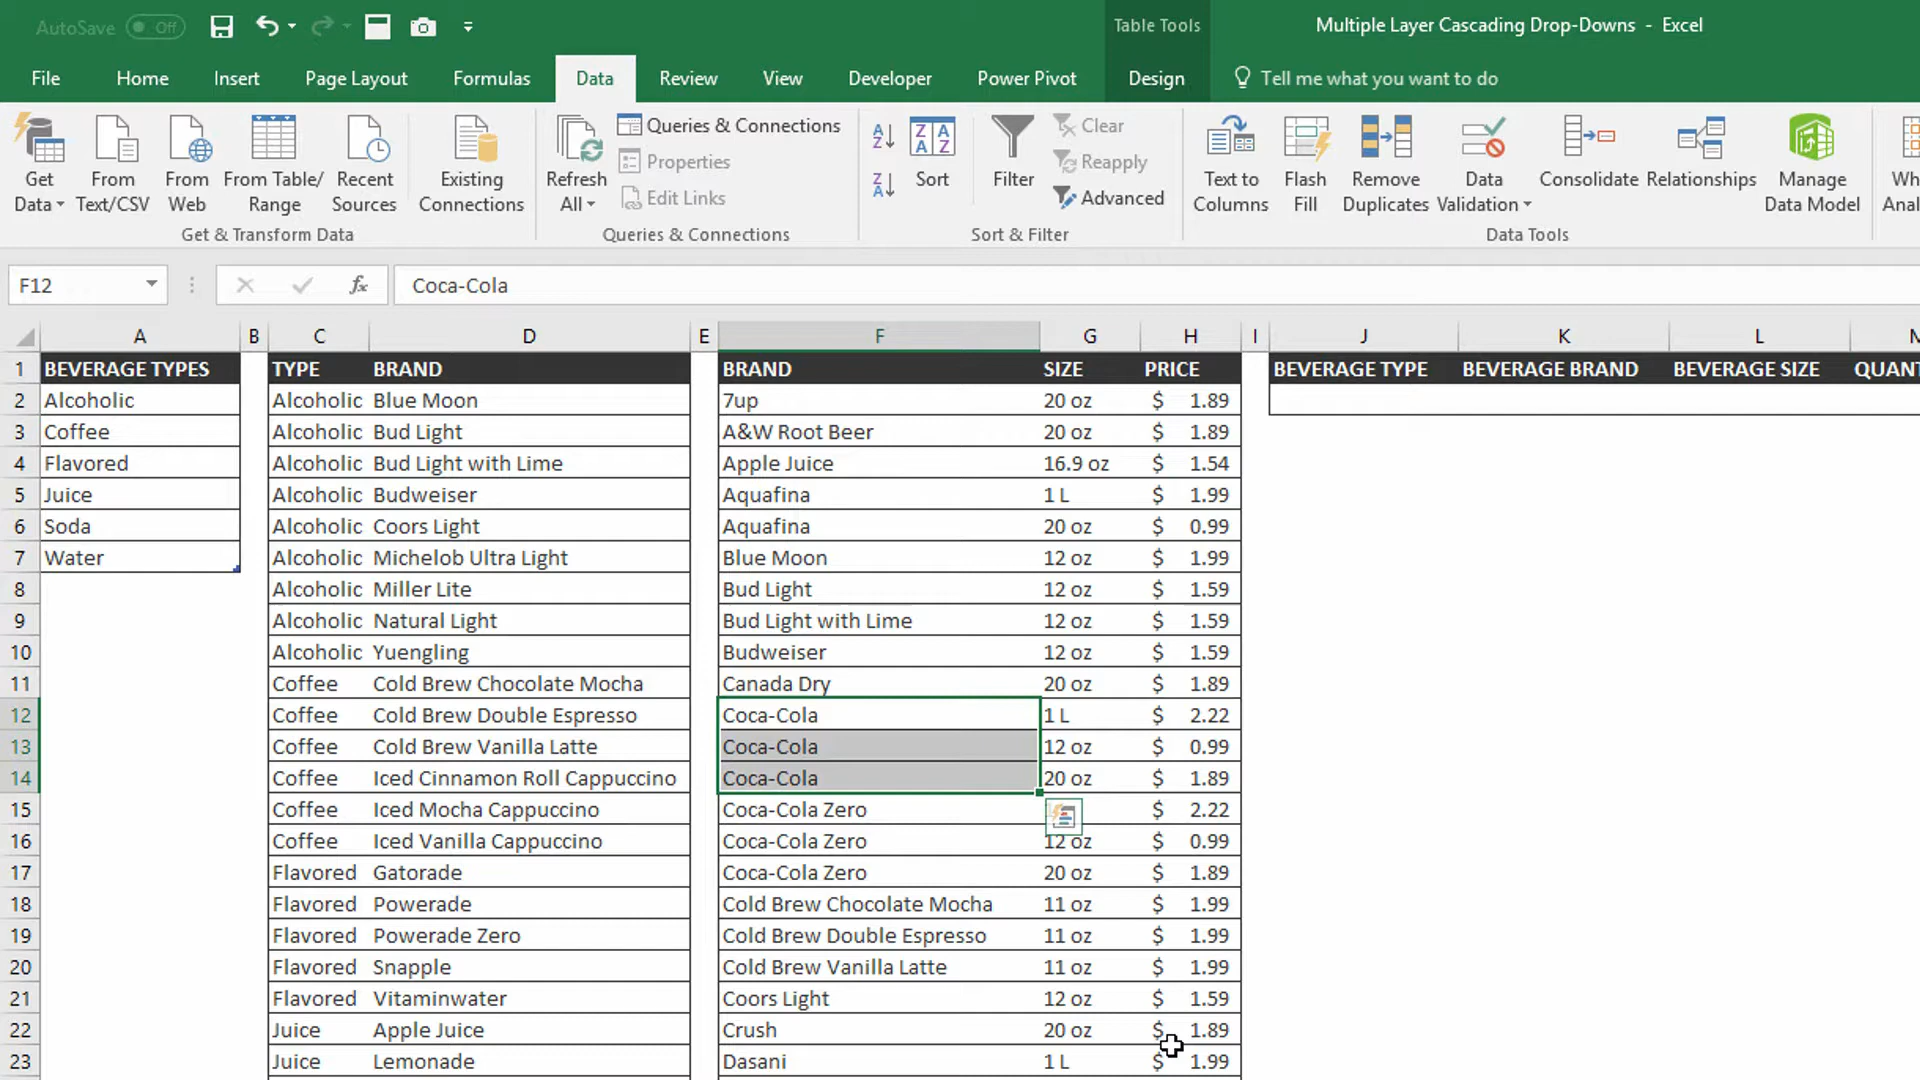 AutoSave Off
Table Tools
Multiple Layer Cascading Drop-Downs - Excel
File Home Insert Page Layout Formulas Data Review View Developer Power Pivot Design Tell me what you want to do
Get Data
From Text/CSV
From Web
From Table/ Range
Recent Sources
Existing Connections
Refresh All
Queries & Connections
Properties
Edit Links
Sort
Filter
Clear
Reapply
Advanced
Text to Columns
Flash Fill
Remove Duplicates
Data Validation
Consolidate
Relationships
Manage Data Model
Get & Transform Data
Queries & Connections
Sort & Filter
Data Tools
F12 fx Coca-Cola
A B C D E F G H I J K L
1 BEVERAGE TYPES TYPE BRAND BRAND SIZE PRICE BEVERAGE TYPE BEVERAGE BRAND BEVERAGE SIZE
2 Alcoholic Alcoholic Blue Moon 7up 20 oz $ 1.89
3 Coffee Alcoholic Bud Light A&W Root Beer 20 oz $ 1.89
4 Flavored Alcoholic Bud Light with Lime Apple Juice 16.9 oz $ 1.54
5 Juice Alcoholic Budweiser Aquafina 1 L $ 1.99
6 Soda Alcoholic Coors Light Aquafina 20 oz $ 0.99
7 Water Alcoholic Michelob Ultra Light Blue Moon 12 oz $ 1.99
8 Alcoholic Miller Lite Bud Light 12 oz $ 1.59
9 Alcoholic Natural Light Bud Light with Lime 12 oz $ 1.59
10 Alcoholic Yuengling Budweiser 12 oz $ 1.59
11 Coffee Cold Brew Chocolate Mocha Canada Dry 20 oz $ 1.89
12 Coffee Cold Brew Double Espresso Coca-Cola 1 L $ 2.22
13 Coffee Cold Brew Vanilla Latte Coca-Cola 12 oz $ 0.99
14 Coffee Iced Cinnamon Roll Cappuccino Coca-Cola 20 oz $ 1.89
15 Coffee Iced Mocha Cappuccino Coca-Cola Zero $ 2.22
16 Coffee Iced Vanilla Cappuccino Coca-Cola Zero 12 oz $ 0.99
17 Flavored Gatorade Coca-Cola Zero 20 oz $ 1.89
18 Flavored Powerade Cold Brew Chocolate Mocha 11 oz $ 1.99
19 Flavored Powerade Zero Cold Brew Double Espresso 11 oz $ 1.99
20 Flavored Snapple Cold Brew Vanilla Latte 11 oz $ 1.99
21 Flavored Vitaminwater Coors Light 12 oz $ 1.59
22 Juice Apple Juice Crush 20 oz $ 1.89
23 Juice Lemonade Dasani 1 L $ 1.99